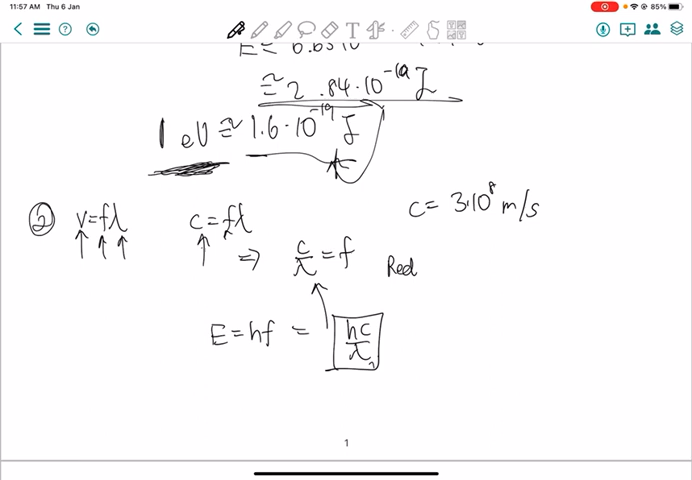 11:57 AM Thu 6 Jan 85%
≅ 2.84·10⁻¹⁹ J
1 eV ≅ 1.6·10⁻¹⁹ J
② v=fλ c=fλ c= 3·10⁸ m/s
⇒ c/λ = f Red
E=hf = hc/λ
1